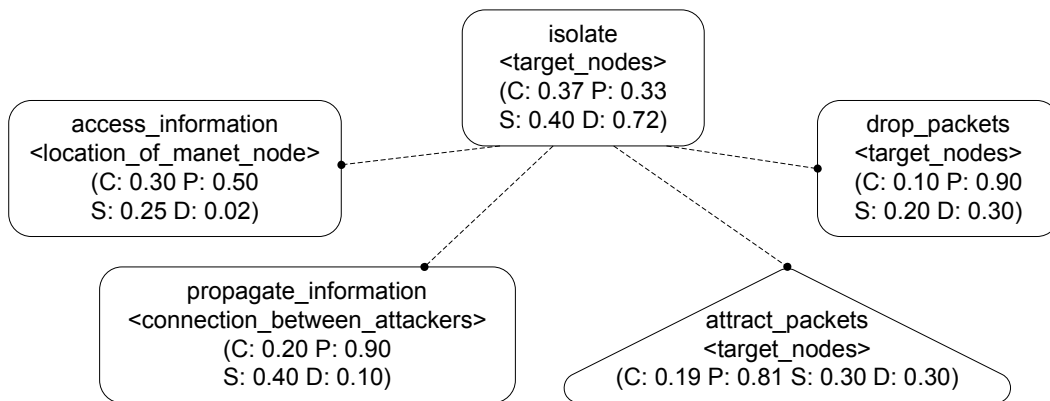 isolate
<target_nodes>
(C: 0.37 P: 0.33
S: 0.40 D: 0.72)
access_information
<location_of_manet_node>
(C: 0.30 P: 0.50
S: 0.25 D: 0.02)
drop_packets
<target_nodes>
(C: 0.10 P: 0.90
S: 0.20 D: 0.30)
propagate_information
<connection_between_attackers>
(C: 0.20 P: 0.90
S: 0.40 D: 0.10)
attract_packets
<target_nodes>
(C: 0.19 P: 0.81 S: 0.30 D: 0.30)